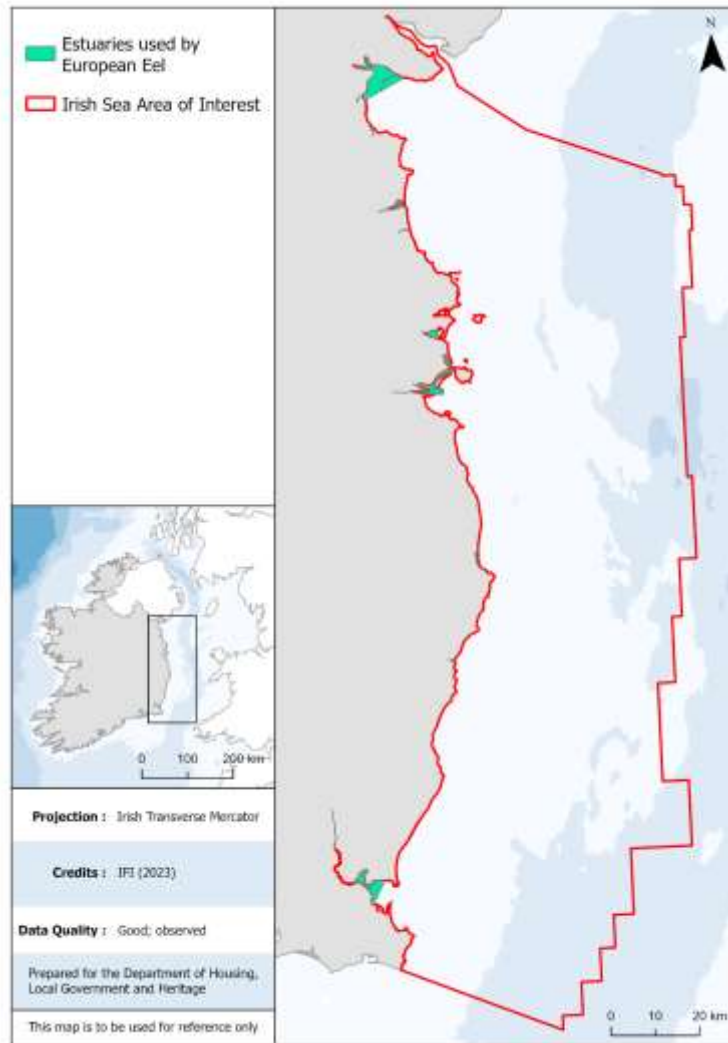 Estuaries used by
European Eel
Irish Sea Area of Interest
N
0 100 200 km
Projection : Irish Transverse Mercator
Credits : IFI (2023)
Data Quality : Good; observed
Prepared for the Department of Housing,
Local Government and Heritage
This map is to be used for reference only
0 10 20 km